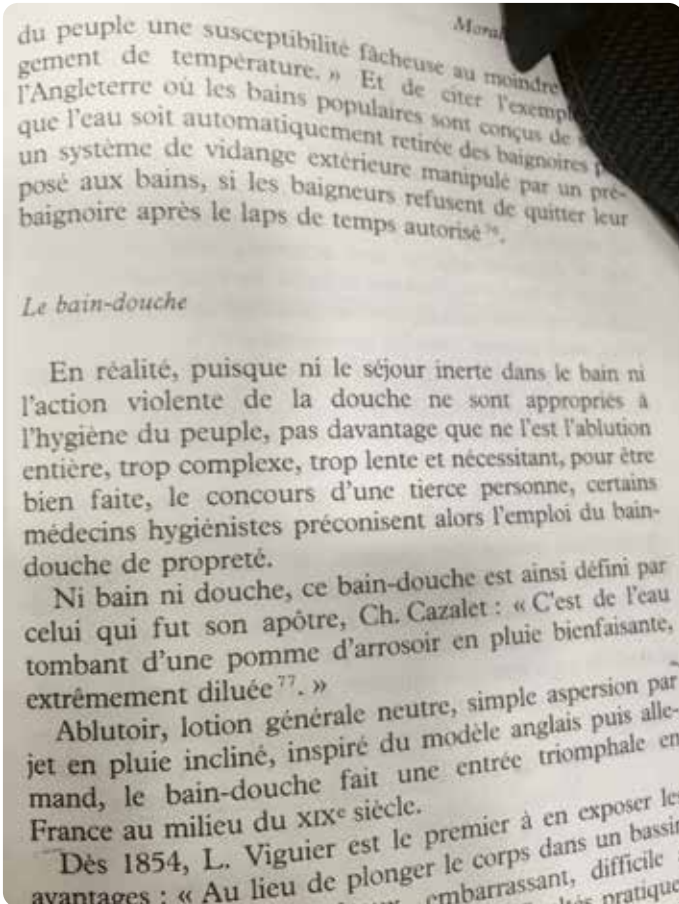 Moral
du peuple une susceptibilité fâcheuse au moindre
gement de température. » Et de citer l'exemple
l'Angleterre où les bains populaires sont conçus de
que l'eau soit automatiquement retirée des baignoires
un système de vidange extérieure manipulé par un pré-
posé aux bains, si les baigneurs refusent de quitter leur
baignoire après le laps de temps autorisé 76.
Le bain-douche
En réalité, puisque ni le séjour inerte dans le bain ni
l'action violente de la douche ne sont appropriés à
l'hygiène du peuple, pas davantage que ne l'est l'ablution
entière, trop complexe, trop lente et nécessitant, pour être
bien faite, le concours d'une tierce personne, certains
médecins hygiénistes préconisent alors l'emploi du bain-
douche de propreté.
Ni bain ni douche, ce bain-douche est ainsi défini par
celui qui fut son apôtre, Ch. Cazalet : « C'est de l'eau
tombant d'une pomme d'arrosoir en pluie bienfaisante,
extrêmement diluée 77. »
Ablutoir, lotion générale neutre, simple aspersion par
jet en pluie incliné, inspiré du modèle anglais puis alle-
mand, le bain-douche fait une entrée triomphale en
France au milieu du XIXe siècle.
Dès 1854, L. Viguier est le premier à en exposer les
avantages : « Au lieu de plonger le corps dans un bassin
embarrassant, difficile
pratique